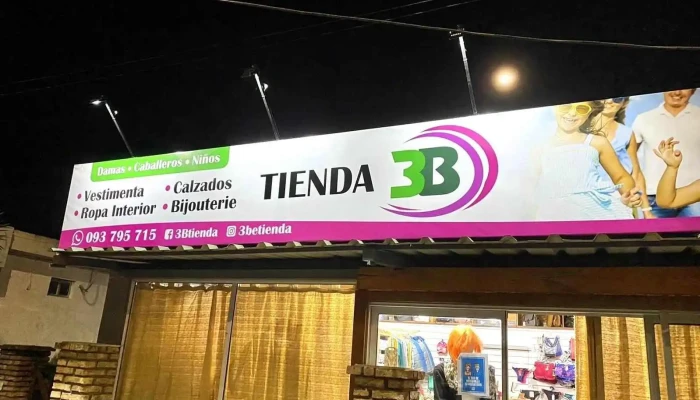 Damas • Caballeros • Niños
• Vestimenta • Calzados
• Ropa Interior • Bijouterie
TIENDA 3B
093 795 715 3Btienda 3betienda